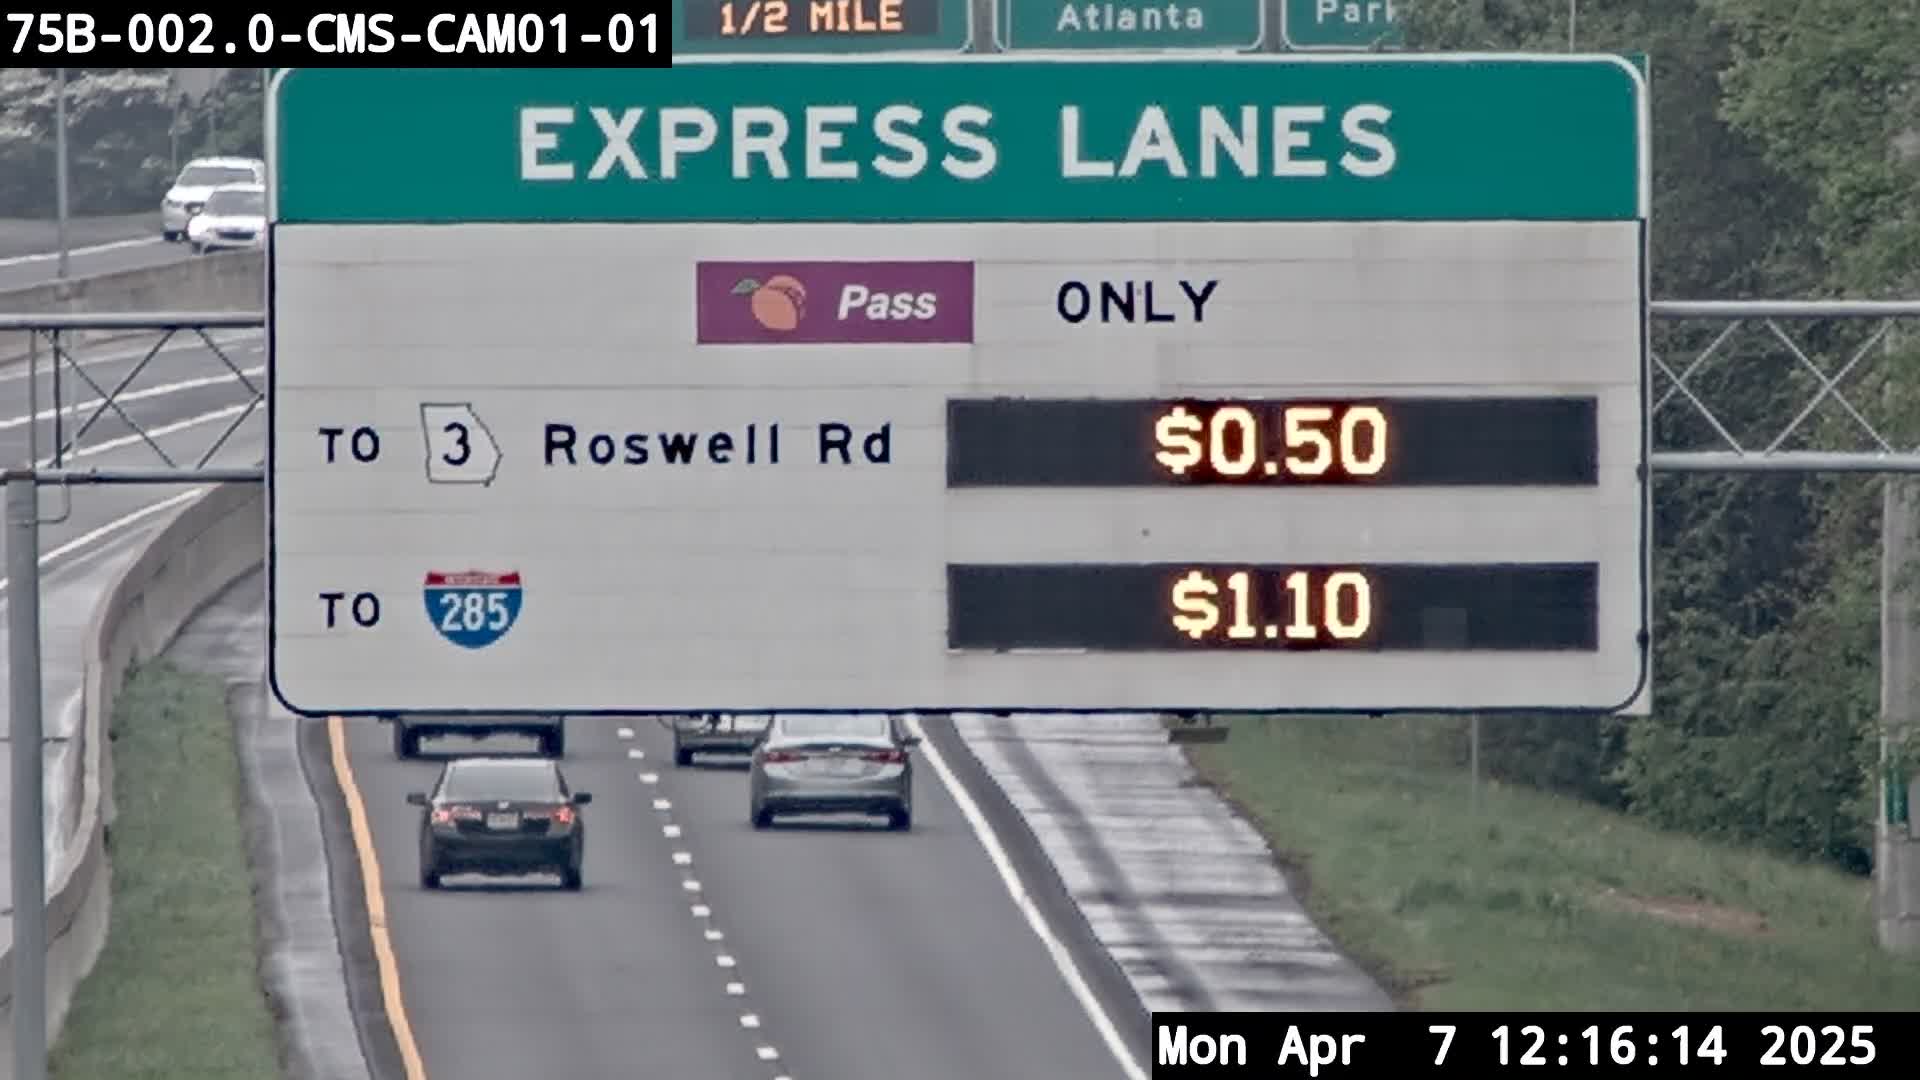 75B-002.0-CMS-CAM01-01
1/2 MILE
Atlanta
EXPRESS LANES
Pass ONLY
TO 3 Roswell Rd $0.50
TO 285 $1.10
Mon Apr 7 12:16:14 2025